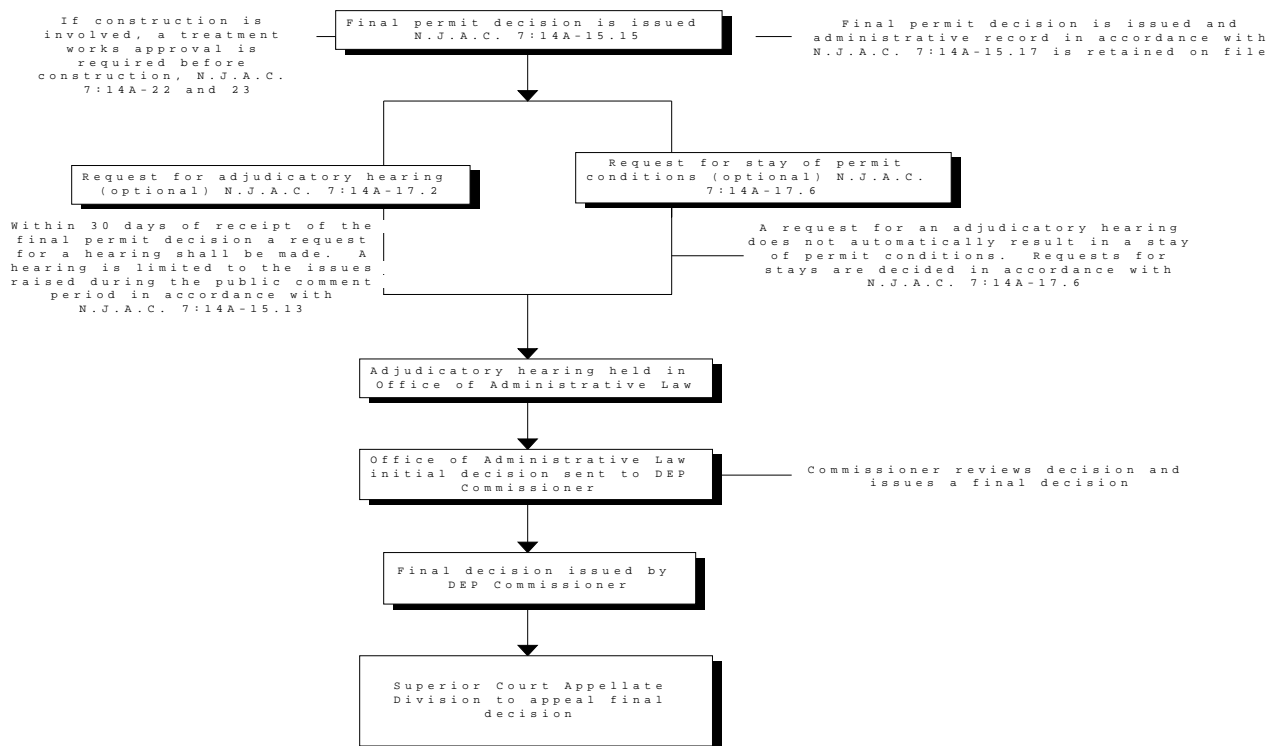 If construction is
involved, a treatment
works approval is
required before
construction, N.J.A.C.
7:14A-22 and 23
Final permit decision is issued
N.J.A.C. 7:14A-15.15
Final permit decision is issued and
administrative record in accordance with
N.J.A.C. 7:14A-15.17 is retained on file
Request for adjudicatory hearing
(optional) N.J.A.C. 7:14A-17.2
Request for stay of permit
conditions (optional) N.J.A.C.
7:14A-17.6
Within 30 days of receipt of the
final permit decision a request
for a hearing shall be made. A
hearing is limited to the issues
raised during the public comment
period in accordance with
N.J.A.C. 7:14A-15.13
A request for an adjudicatory hearing
does not automatically result in a stay
of permit conditions. Requests for
stays are decided in accordance with
N.J.A.C. 7:14A-17.6
Adjudicatory hearing held in
Office of Administrative Law
Office of Administrative Law
initial decision sent to DEP
Commissioner
Commissioner reviews decision and
issues a final decision
Final decision issued by
DEP Commissioner
Superior Court Appellate
Division to appeal final
decision